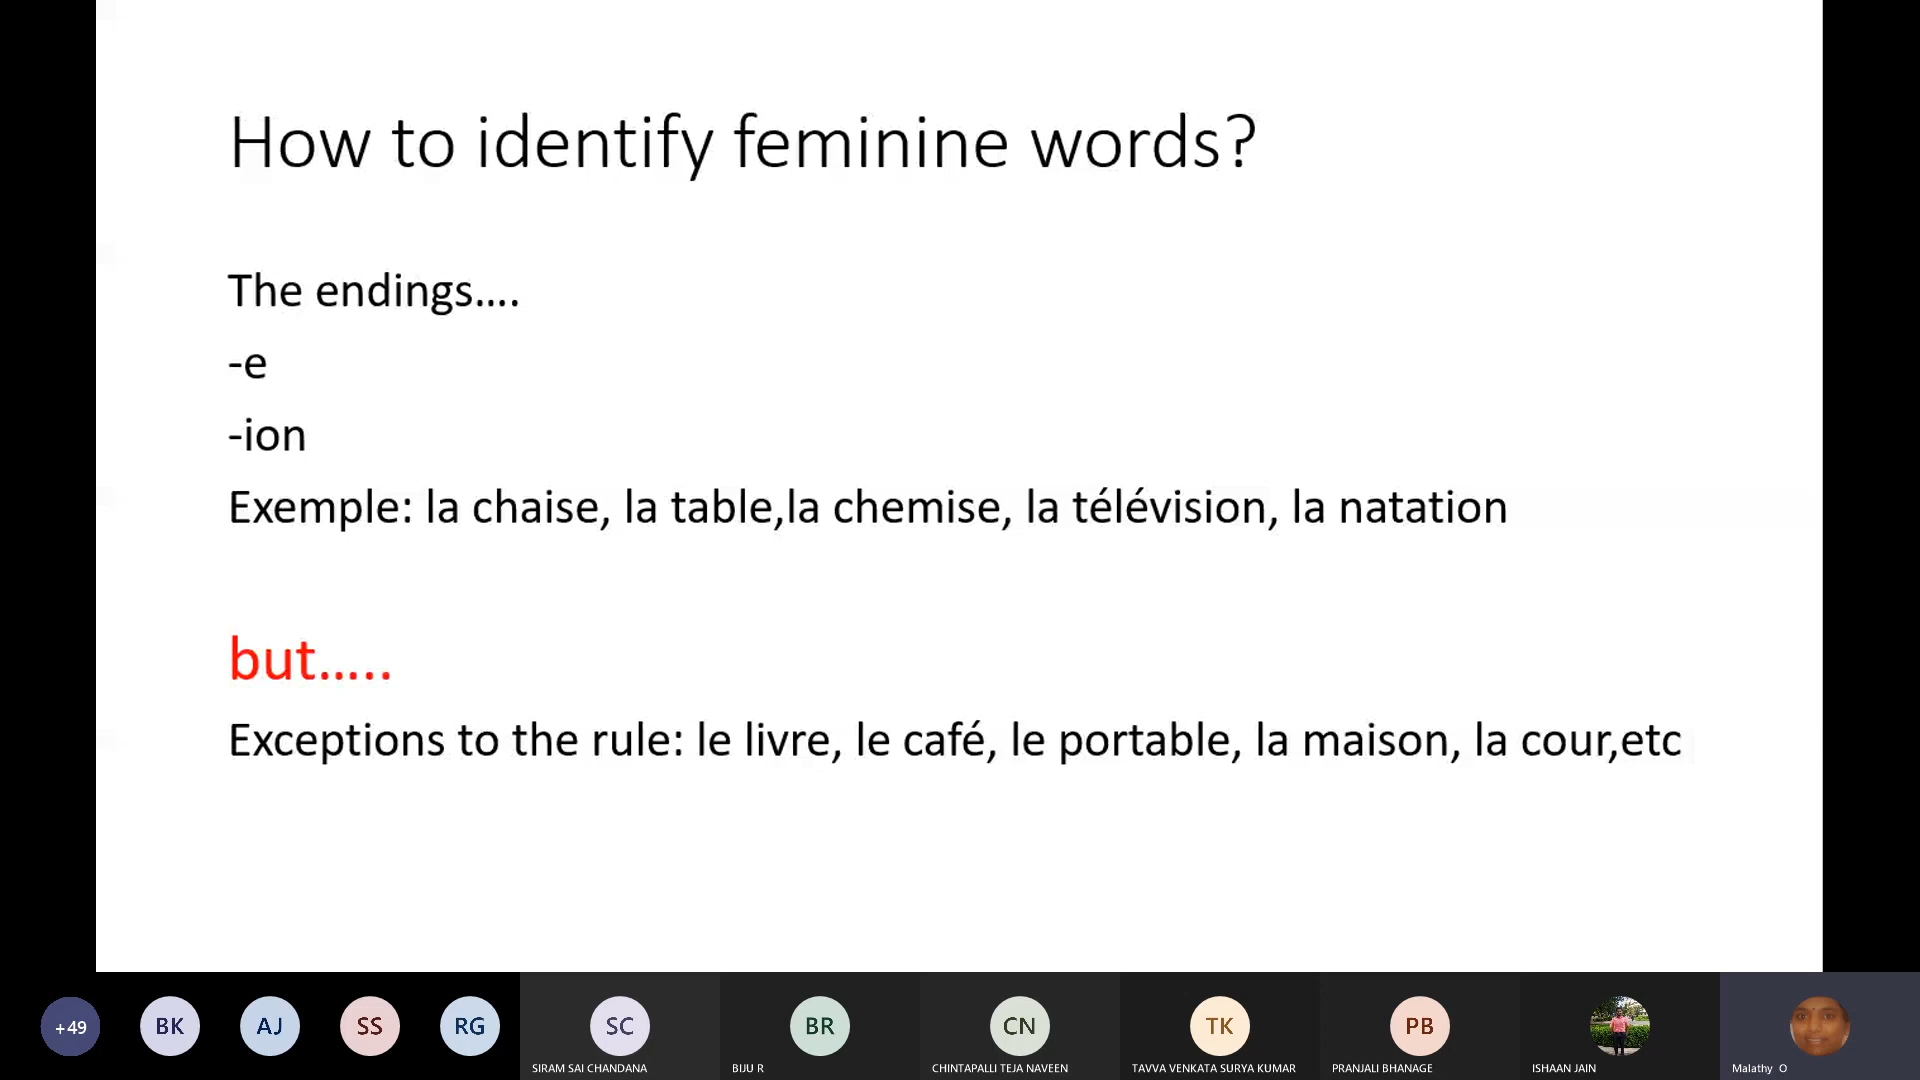 How to identify feminine words?
The endings....
-e
-ion
Exemple: la chaise, la table,la chemise, la télévision, la natation
but.....
Exceptions to the rule: le livre, le café, le portable, la maison, la cour,etc
+49
BK
AJ
SS
RG
SC
BR
CN
TK
PB
SIRAM SAI CHANDANA
BIJU R
CHINTAPALLI TEJA NAVEEN
TAVVA VENKATA SURYA KUMAR
PRANJALI BHANAGE
ISHAAN JAIN
Malathy O